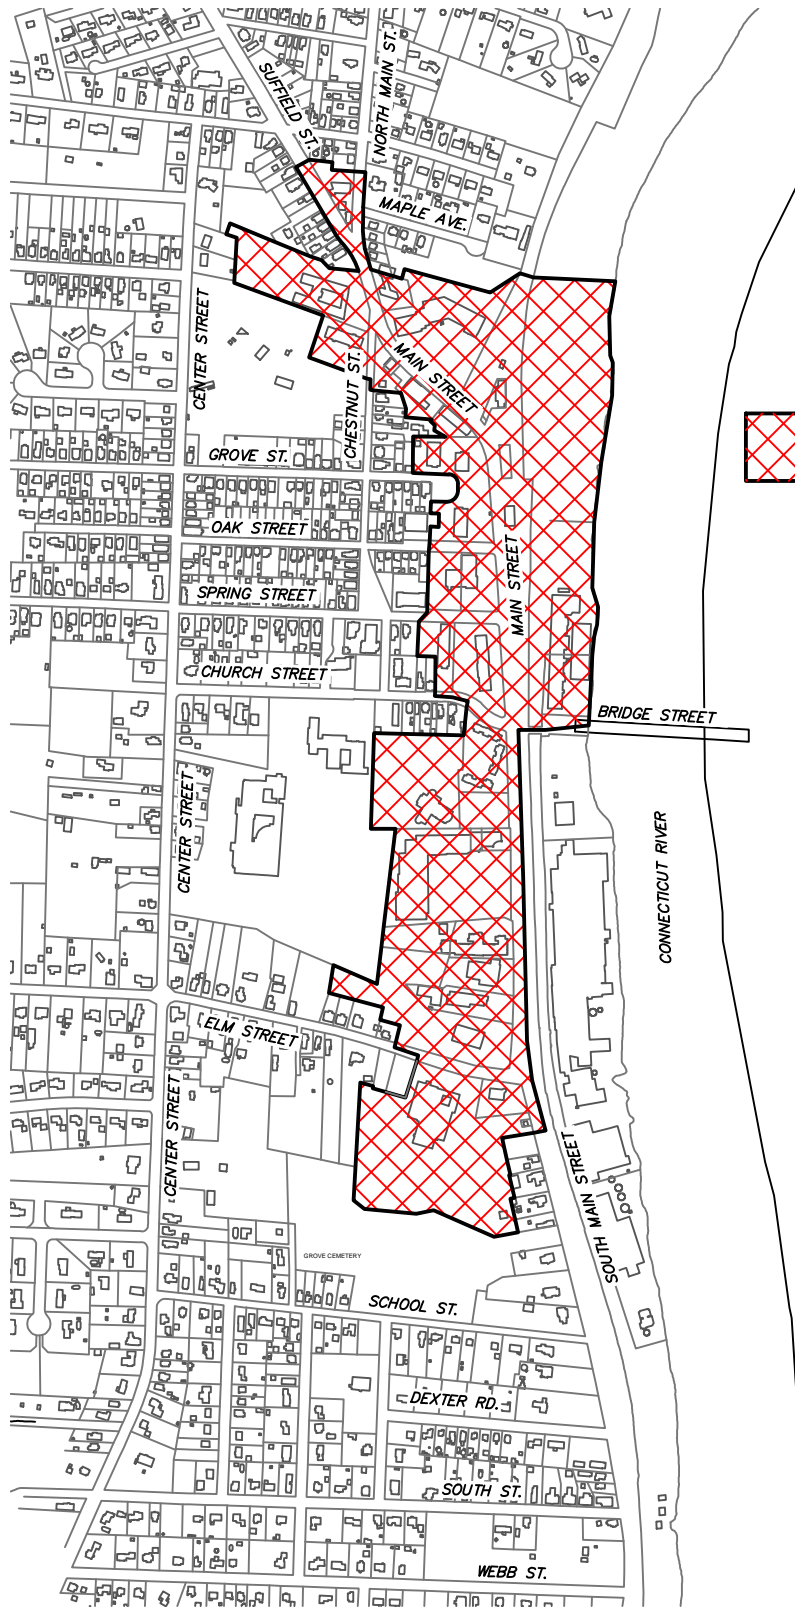 SUFFIELD ST.
NORTH MAIN ST.
MAPLE AVE.
CENTER STREET
CHESTNUT ST.
MAIN STREET
GROVE ST.
OAK STREET
MAIN STREET
SPRING STREET
CHURCH STREET
BRIDGE STREET
CENTER STREET
CONNECTICUT RIVER
ELM STREET
CENTER STREET
SOUTH MAIN STREET
GROVE CEMETERY
SCHOOL ST.
DEXTER RD.
SOUTH ST.
WEBB ST.